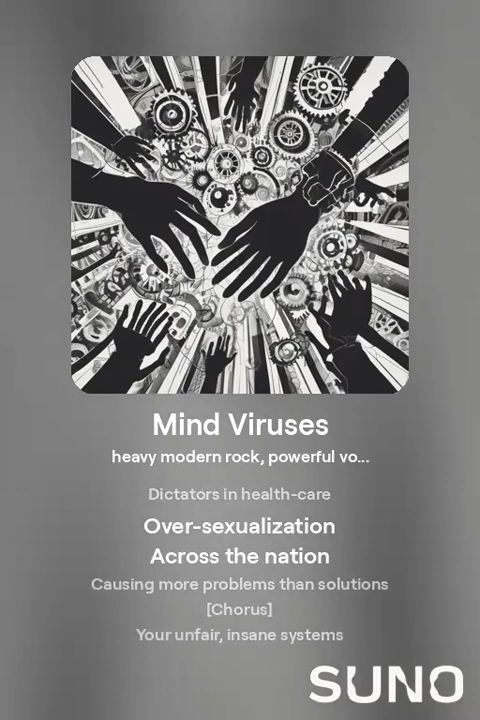 Mind Viruses
heavy modern rock, powerful vo...
Dictators in health-care
Over-sexualization
Across the nation
Causing more problems than solutions
[Chorus]
Your unfair, insane systems
SUNO